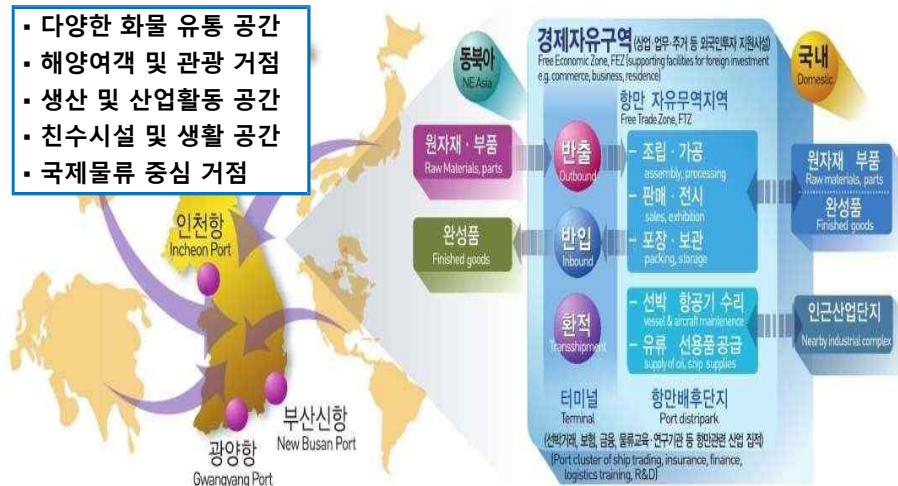 ▪ 다양한 화물 유통 공간
▪ 해양여객 및 관광 거점
▪ 생산 및 산업활동 공간
▪ 친수시설 및 생활 공간
▪ 국제물류 중심 거점
인천항
Incheon Port
부산신항
New Busan Port
광양항
Gwangyang Port
동북아
NE Asia
원자재·부품
Raw Materials, parts
완성품
Finished goods
경제자유구역 (상업, 업무·주거 등 외국인투자 지원시설)
Free Economic Zone, FEZ (supporting facilities for foreign investment
e.g. commerce, business, residence)
항만 자유무역지역
Free Trade Zone, FTZ
반출
Outbound
반입
Inbound
환적
Transshipment
– 조립·가공
assembly, processing
– 판매·전시
sales, exhibition
– 포장·보관
packing, storage
– 선박 항공기 수리
vessel & aircraft maintenence
– 유류 선용품 공급
supply of oil, ship supplies
터미널
Terminal
항만배후단지
Port distripark
(선박거래, 보험, 금융, 물류교육·연구기관 등 항만관련 산업 집적)
(Port cluster of ship trading, insurance, finance,
logistics training, R&D)
국내
Domestic
원자재 부품
Raw materials, parts
완성품
Finished goods
인근산업단지
Nearby industrial complex